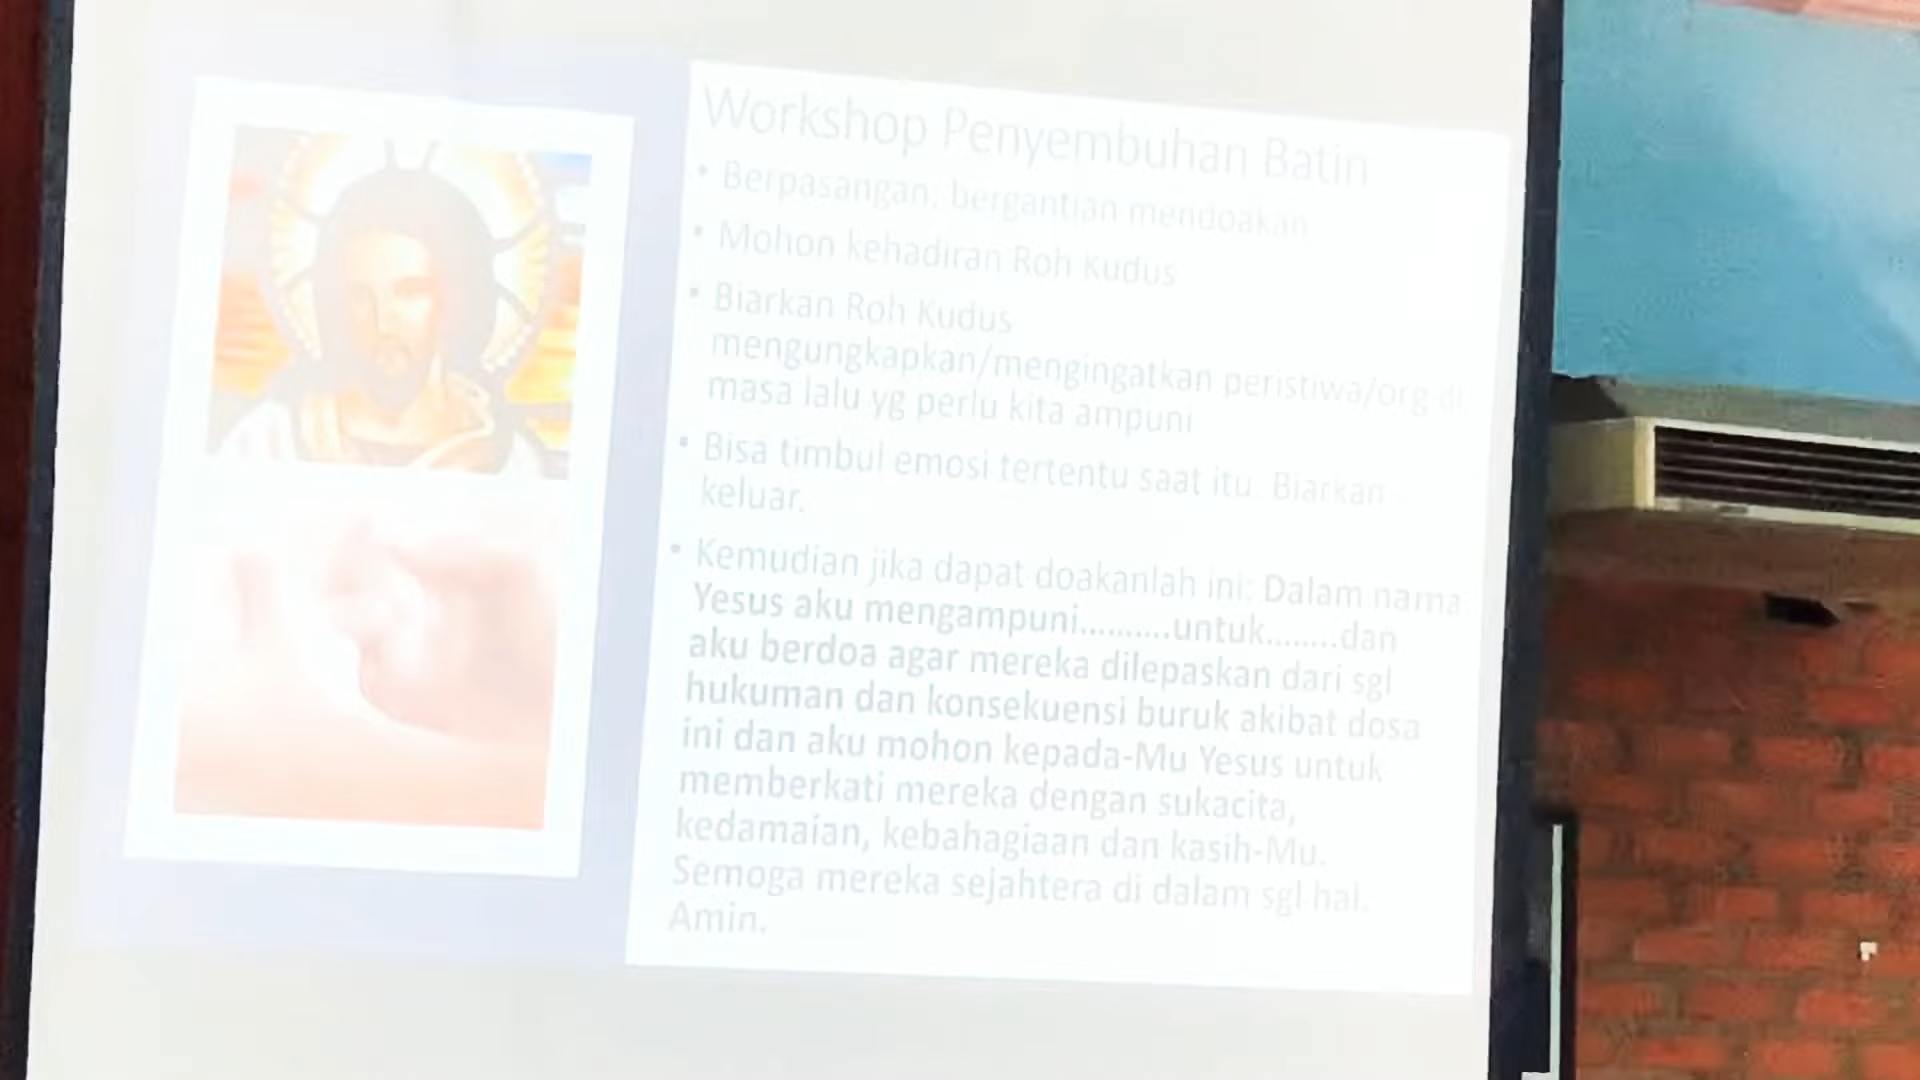 Workshop Penyembuhan Batin
• Berpasangan, bergantian mendoakan
• Mohon kehadiran Roh Kudus
• Biarkan Roh Kudus
mengungkapkan/mengingatkan peristiwa/org di
masa lalu yg perlu kita ampuni
• Bisa timbul emosi tertentu saat itu. Biarkan
keluar.
• Kemudian jika dapat doakanlah ini: Dalam nama
Yesus aku mengampuni..........untuk........dan
aku berdoa agar mereka dilepaskan dari sgl
hukuman dan konsekuensi buruk akibat dosa
ini dan aku mohon kepada-Mu Yesus untuk
memberkati mereka dengan sukacita,
kedamaian, kebahagiaan dan kasih-Mu.
Semoga mereka sejahtera di dalam sgl hal.
Amin.